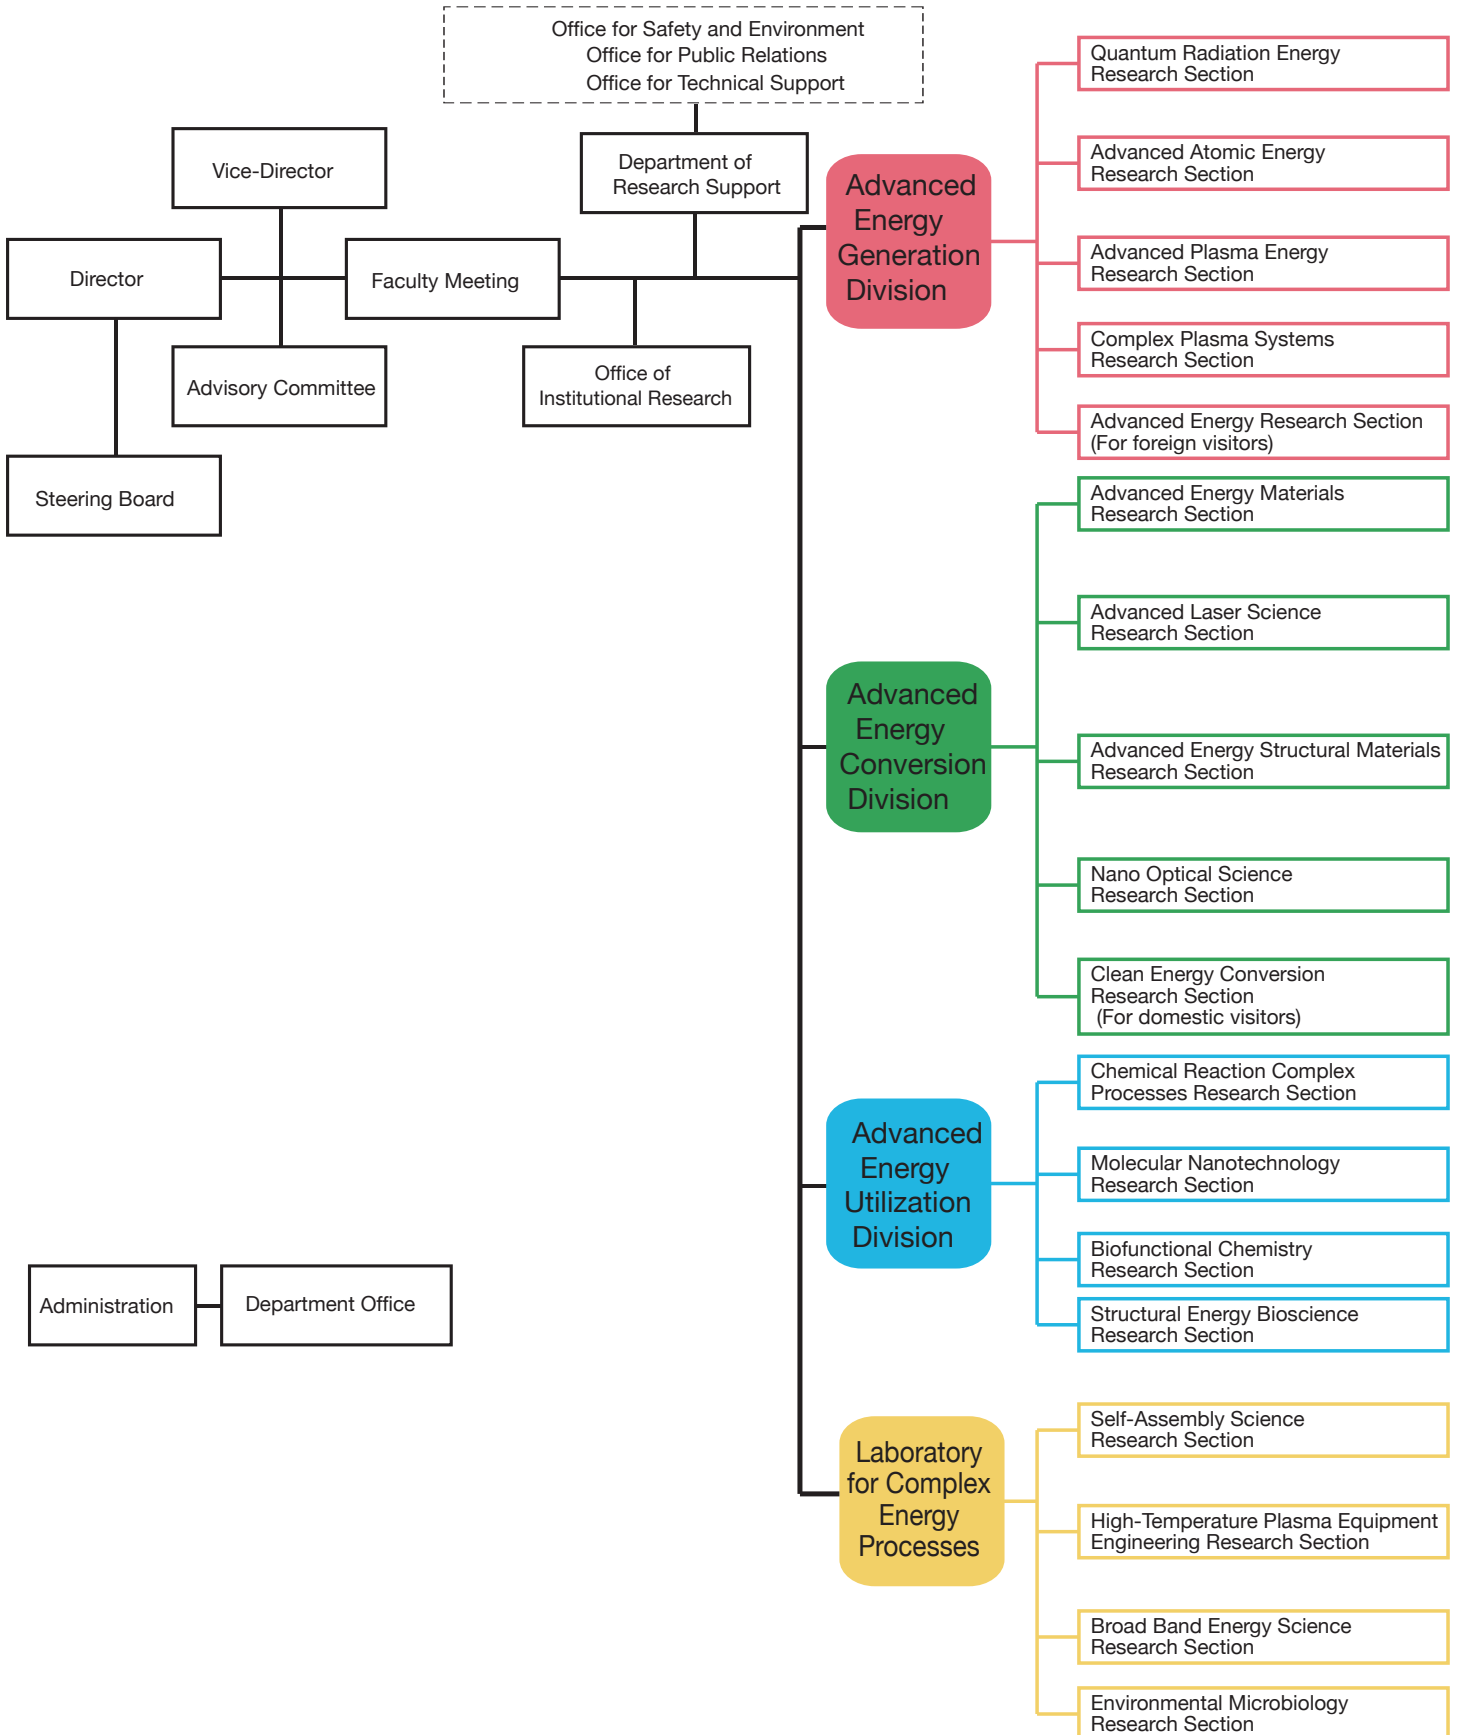 Office for Safety and Environment
Office for Public Relations
Office for Technical Support
Vice-Director
Department of
Research Support
Director
Faculty Meeting
Advisory Committee
Office of
Institutional Research
Steering Board
Administration
Department Office
Advanced
Energy
Generation
Division
Quantum Radiation Energy
Research Section
Advanced Atomic Energy
Research Section
Advanced Plasma Energy
Research Section
Complex Plasma Systems
Research Section
Advanced Energy Research Section
(For foreign visitors)
Advanced
Energy
Conversion
Division
Advanced Energy Materials
Research Section
Advanced Laser Science
Research Section
Advanced Energy Structural Materials
Research Section
Nano Optical Science
Research Section
Clean Energy Conversion
Research Section
(For domestic visitors)
Advanced
Energy
Utilization
Division
Chemical Reaction Complex
Processes Research Section
Molecular Nanotechnology
Research Section
Biofunctional Chemistry
Research Section
Structural Energy Bioscience
Research Section
Laboratory
for Complex
Energy
Processes
Self-Assembly Science
Research Section
High-Temperature Plasma Equipment
Engineering Research Section
Broad Band Energy Science
Research Section
Environmental Microbiology
Research Section